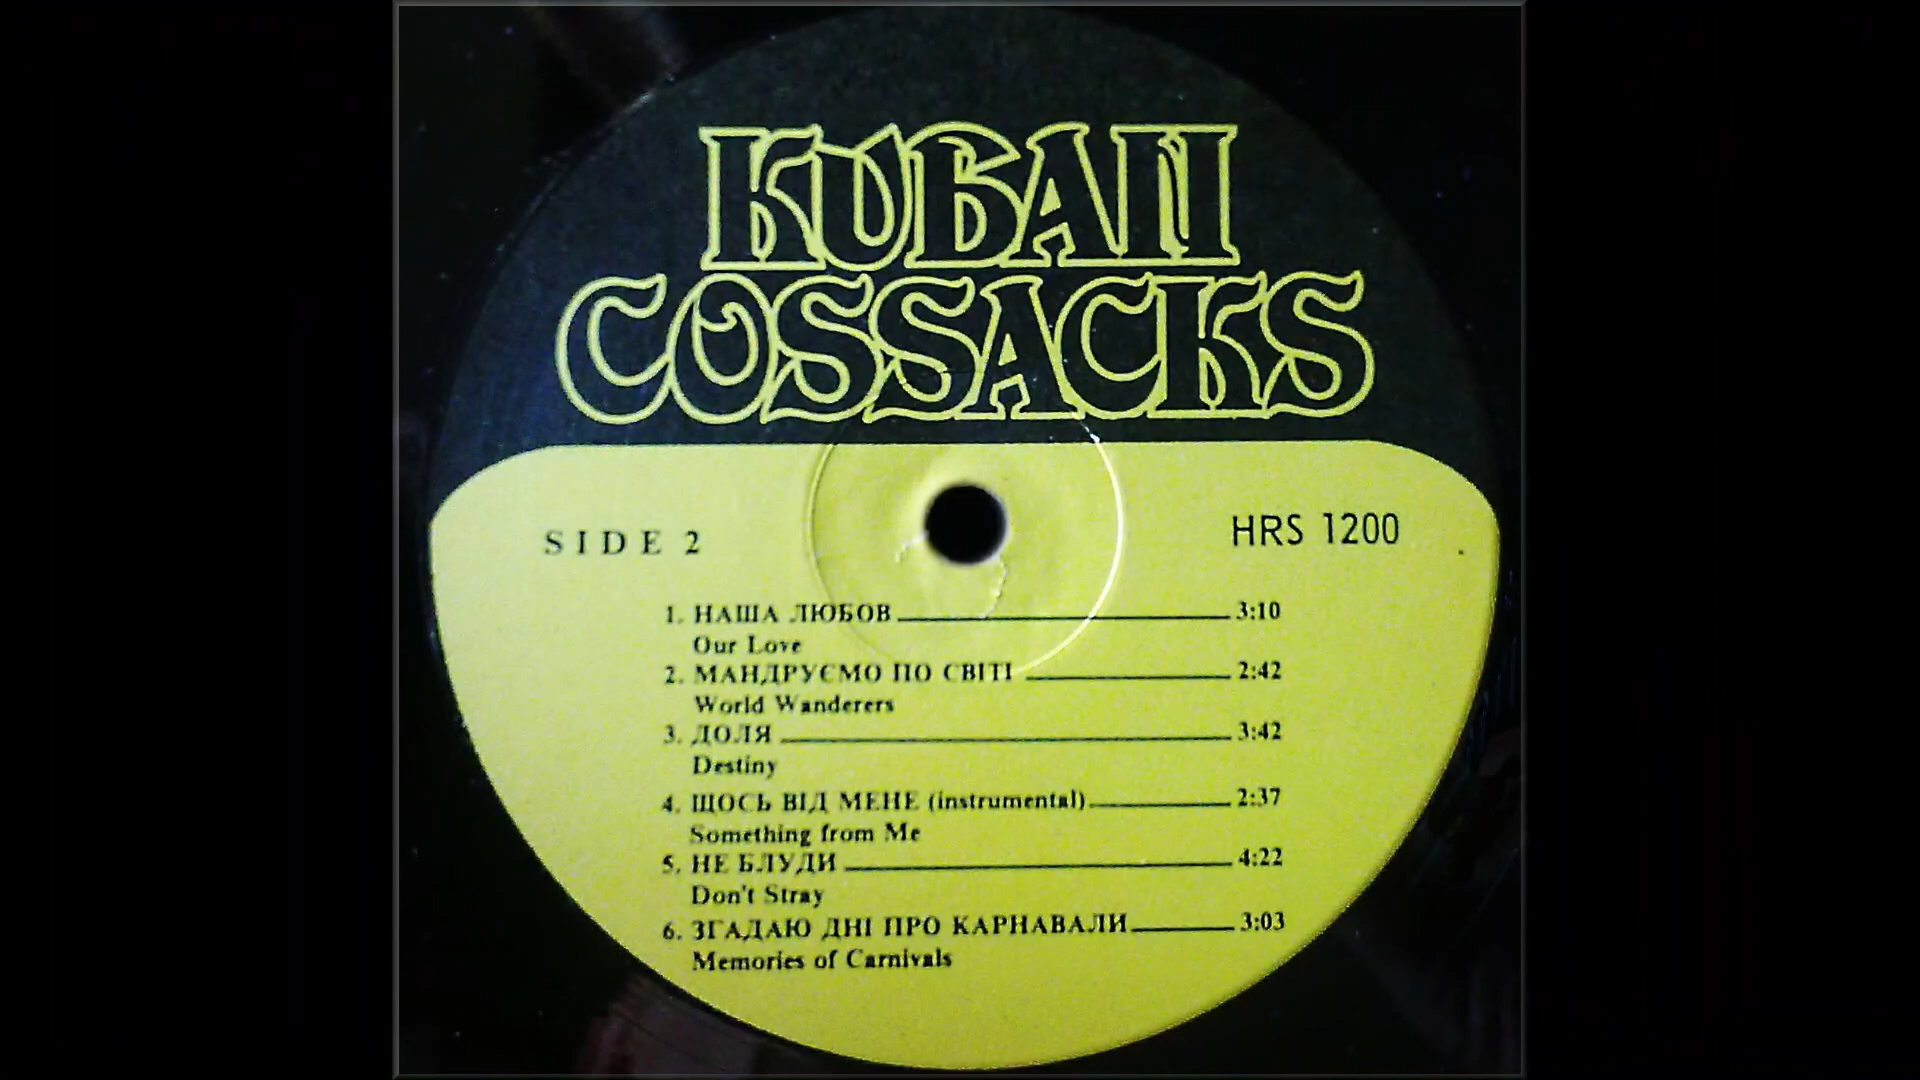 KUBAN
COSSACKS
SIDE 2
HRS 1200
1. НАША ЛЮБОВ 3:10
Our Love
2. МАНДРУЄМО ПО СВІТІ 2:42
World Wanderers
3. ДОЛЯ 3:42
Destiny
4. ЩОСЬ ВІД МЕНЕ (instrumental) 2:37
Something from Me
5. НЕ БЛУДИ 4:22
Don't Stray
6. ЗГАДАЮ ДНІ ПРО КАРНАВАЛИ 3:03
Memories of Carnivals